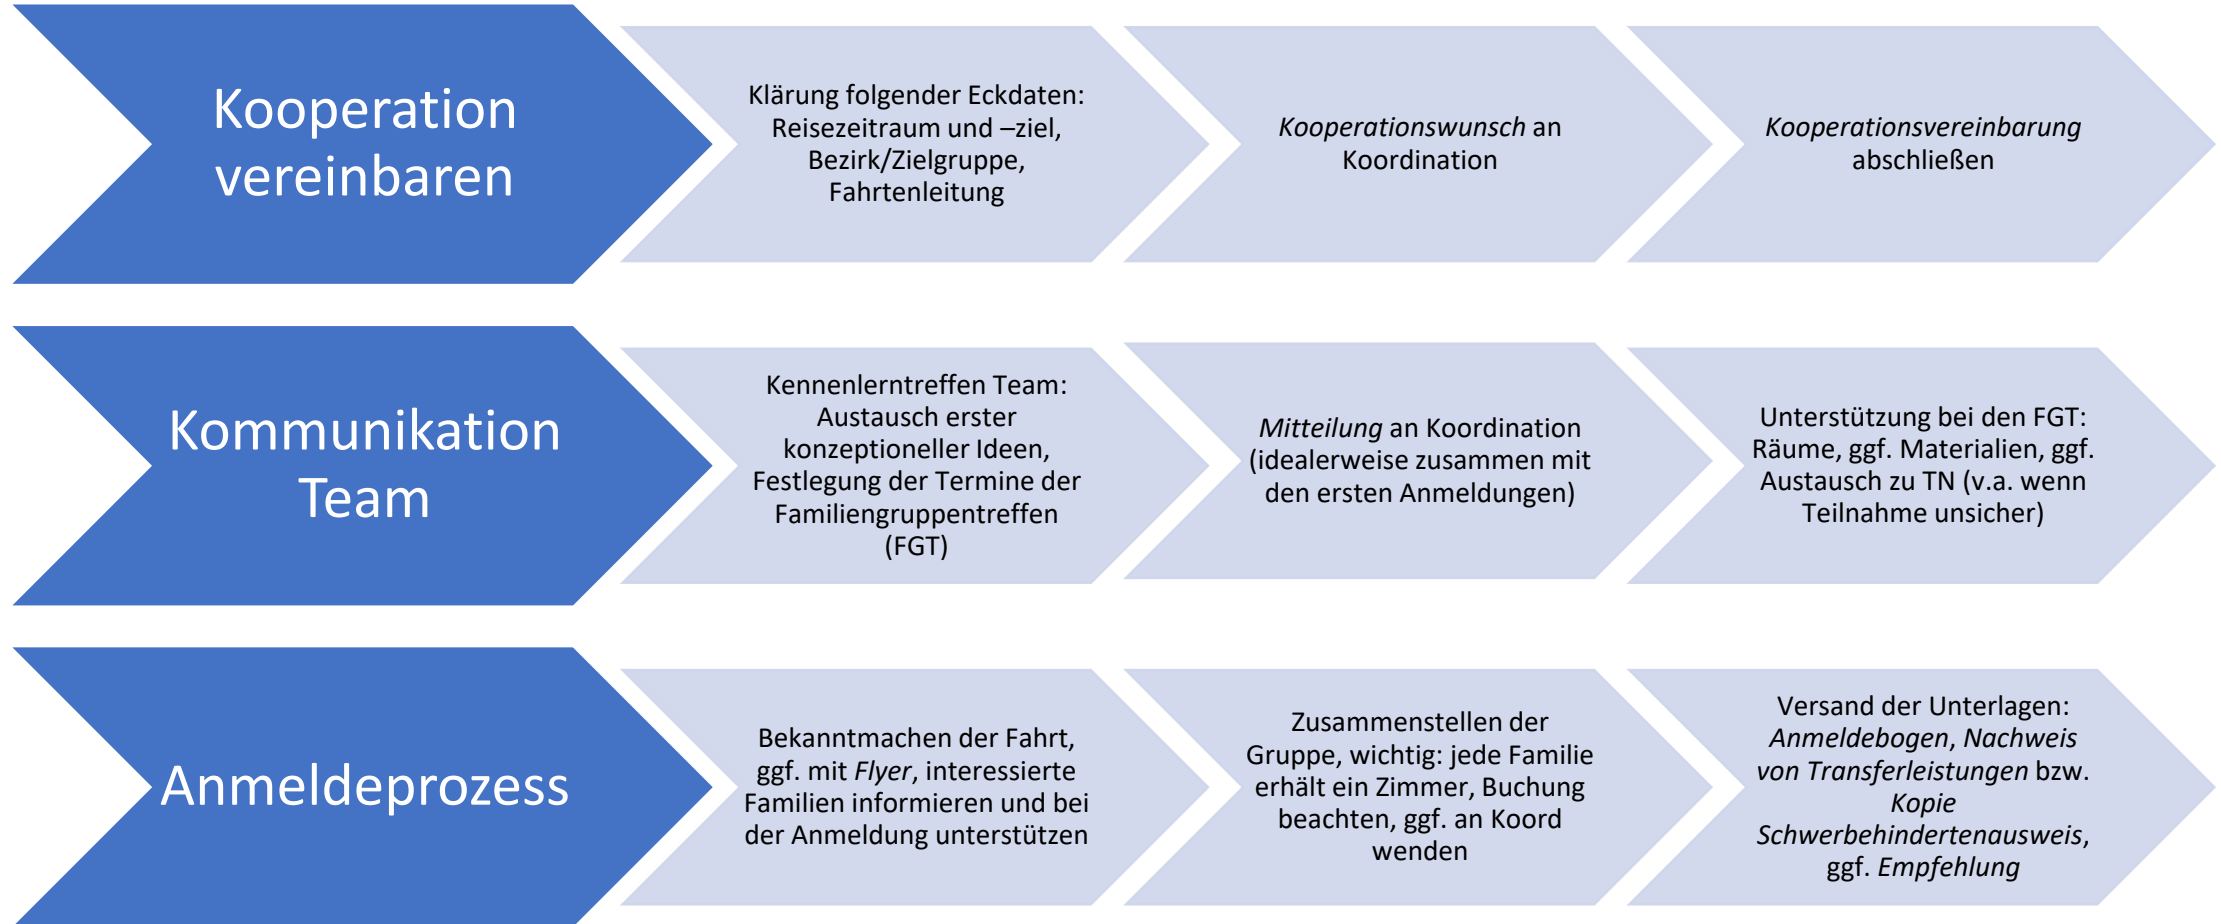 Kooperation
vereinbaren
Klärung folgender Eckdaten:
Reisezeitraum und –ziel,
Bezirk/Zielgruppe,
Fahrtenleitung
Kooperationswunsch an
Koordination
Kooperationsvereinbarung
abschließen
Kommunikation
Team
Kennenlerntreffen Team:
Austausch erster
konzeptioneller Ideen,
Festlegung der Termine der
Familiengruppentreffen
(FGT)
Mitteilung an Koordination
(idealerweise zusammen mit
den ersten Anmeldungen)
Unterstützung bei den FGT:
Räume, ggf. Materialien, ggf.
Austausch zu TN (v.a. wenn
Teilnahme unsicher)
Anmeldeprozess
Bekanntmachen der Fahrt,
ggf. mit Flyer, interessierte
Familien informieren und bei
der Anmeldung unterstützen
Zusammenstellen der
Gruppe, wichtig: jede Familie
erhält ein Zimmer, Buchung
beachten, ggf. an Koord
wenden
Versand der Unterlagen:
Anmeldebogen, Nachweis
von Transferleistungen bzw.
Kopie
Schwerbehindertenausweis,
ggf. Empfehlung